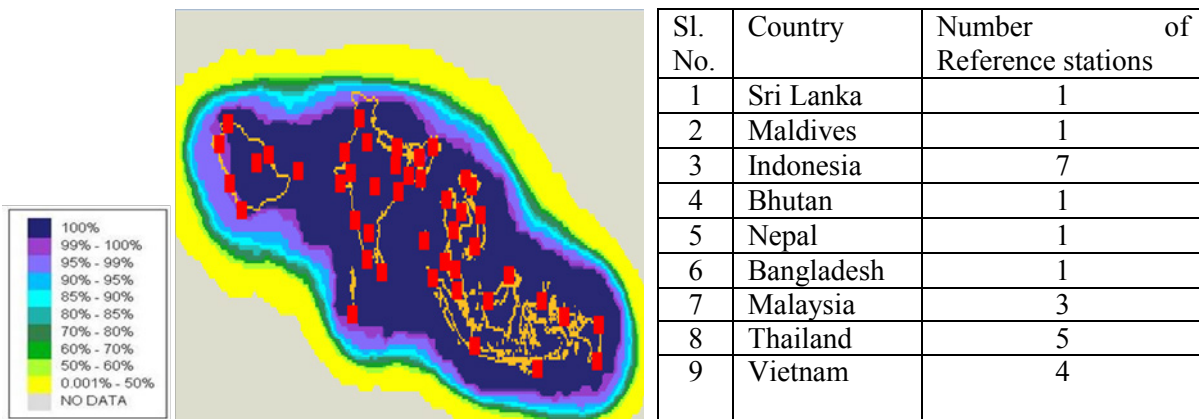 100%
99% - 100%
95% - 99%
90% - 95%
85% - 90%
80% - 85%
70% - 80%
60% - 70%
50% - 60%
0.001% - 50%
NO DATA
Sl. No. Country Number of Reference stations
1 Sri Lanka 1
2 Maldives 1
3 Indonesia 7
4 Bhutan 1
5 Nepal 1
6 Bangladesh 1
7 Malaysia 3
8 Thailand 5
9 Vietnam 4